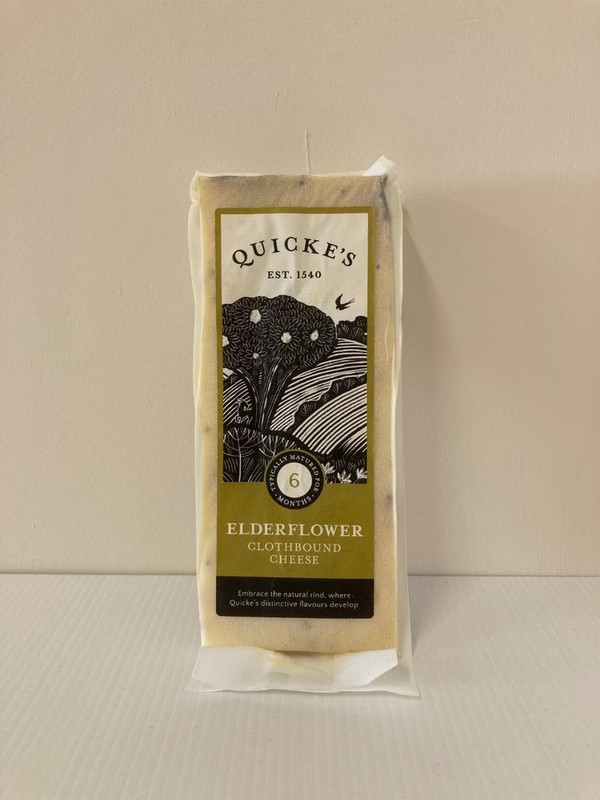 QUICKE'S
EST. 1540
TYPICALLY MATURED FOR
6
· MONTHS ·
ELDERFLOWER
CLOTHBOUND
CHEESE
Embrace the natural rind, where
Quicke's distinctive flavours develop